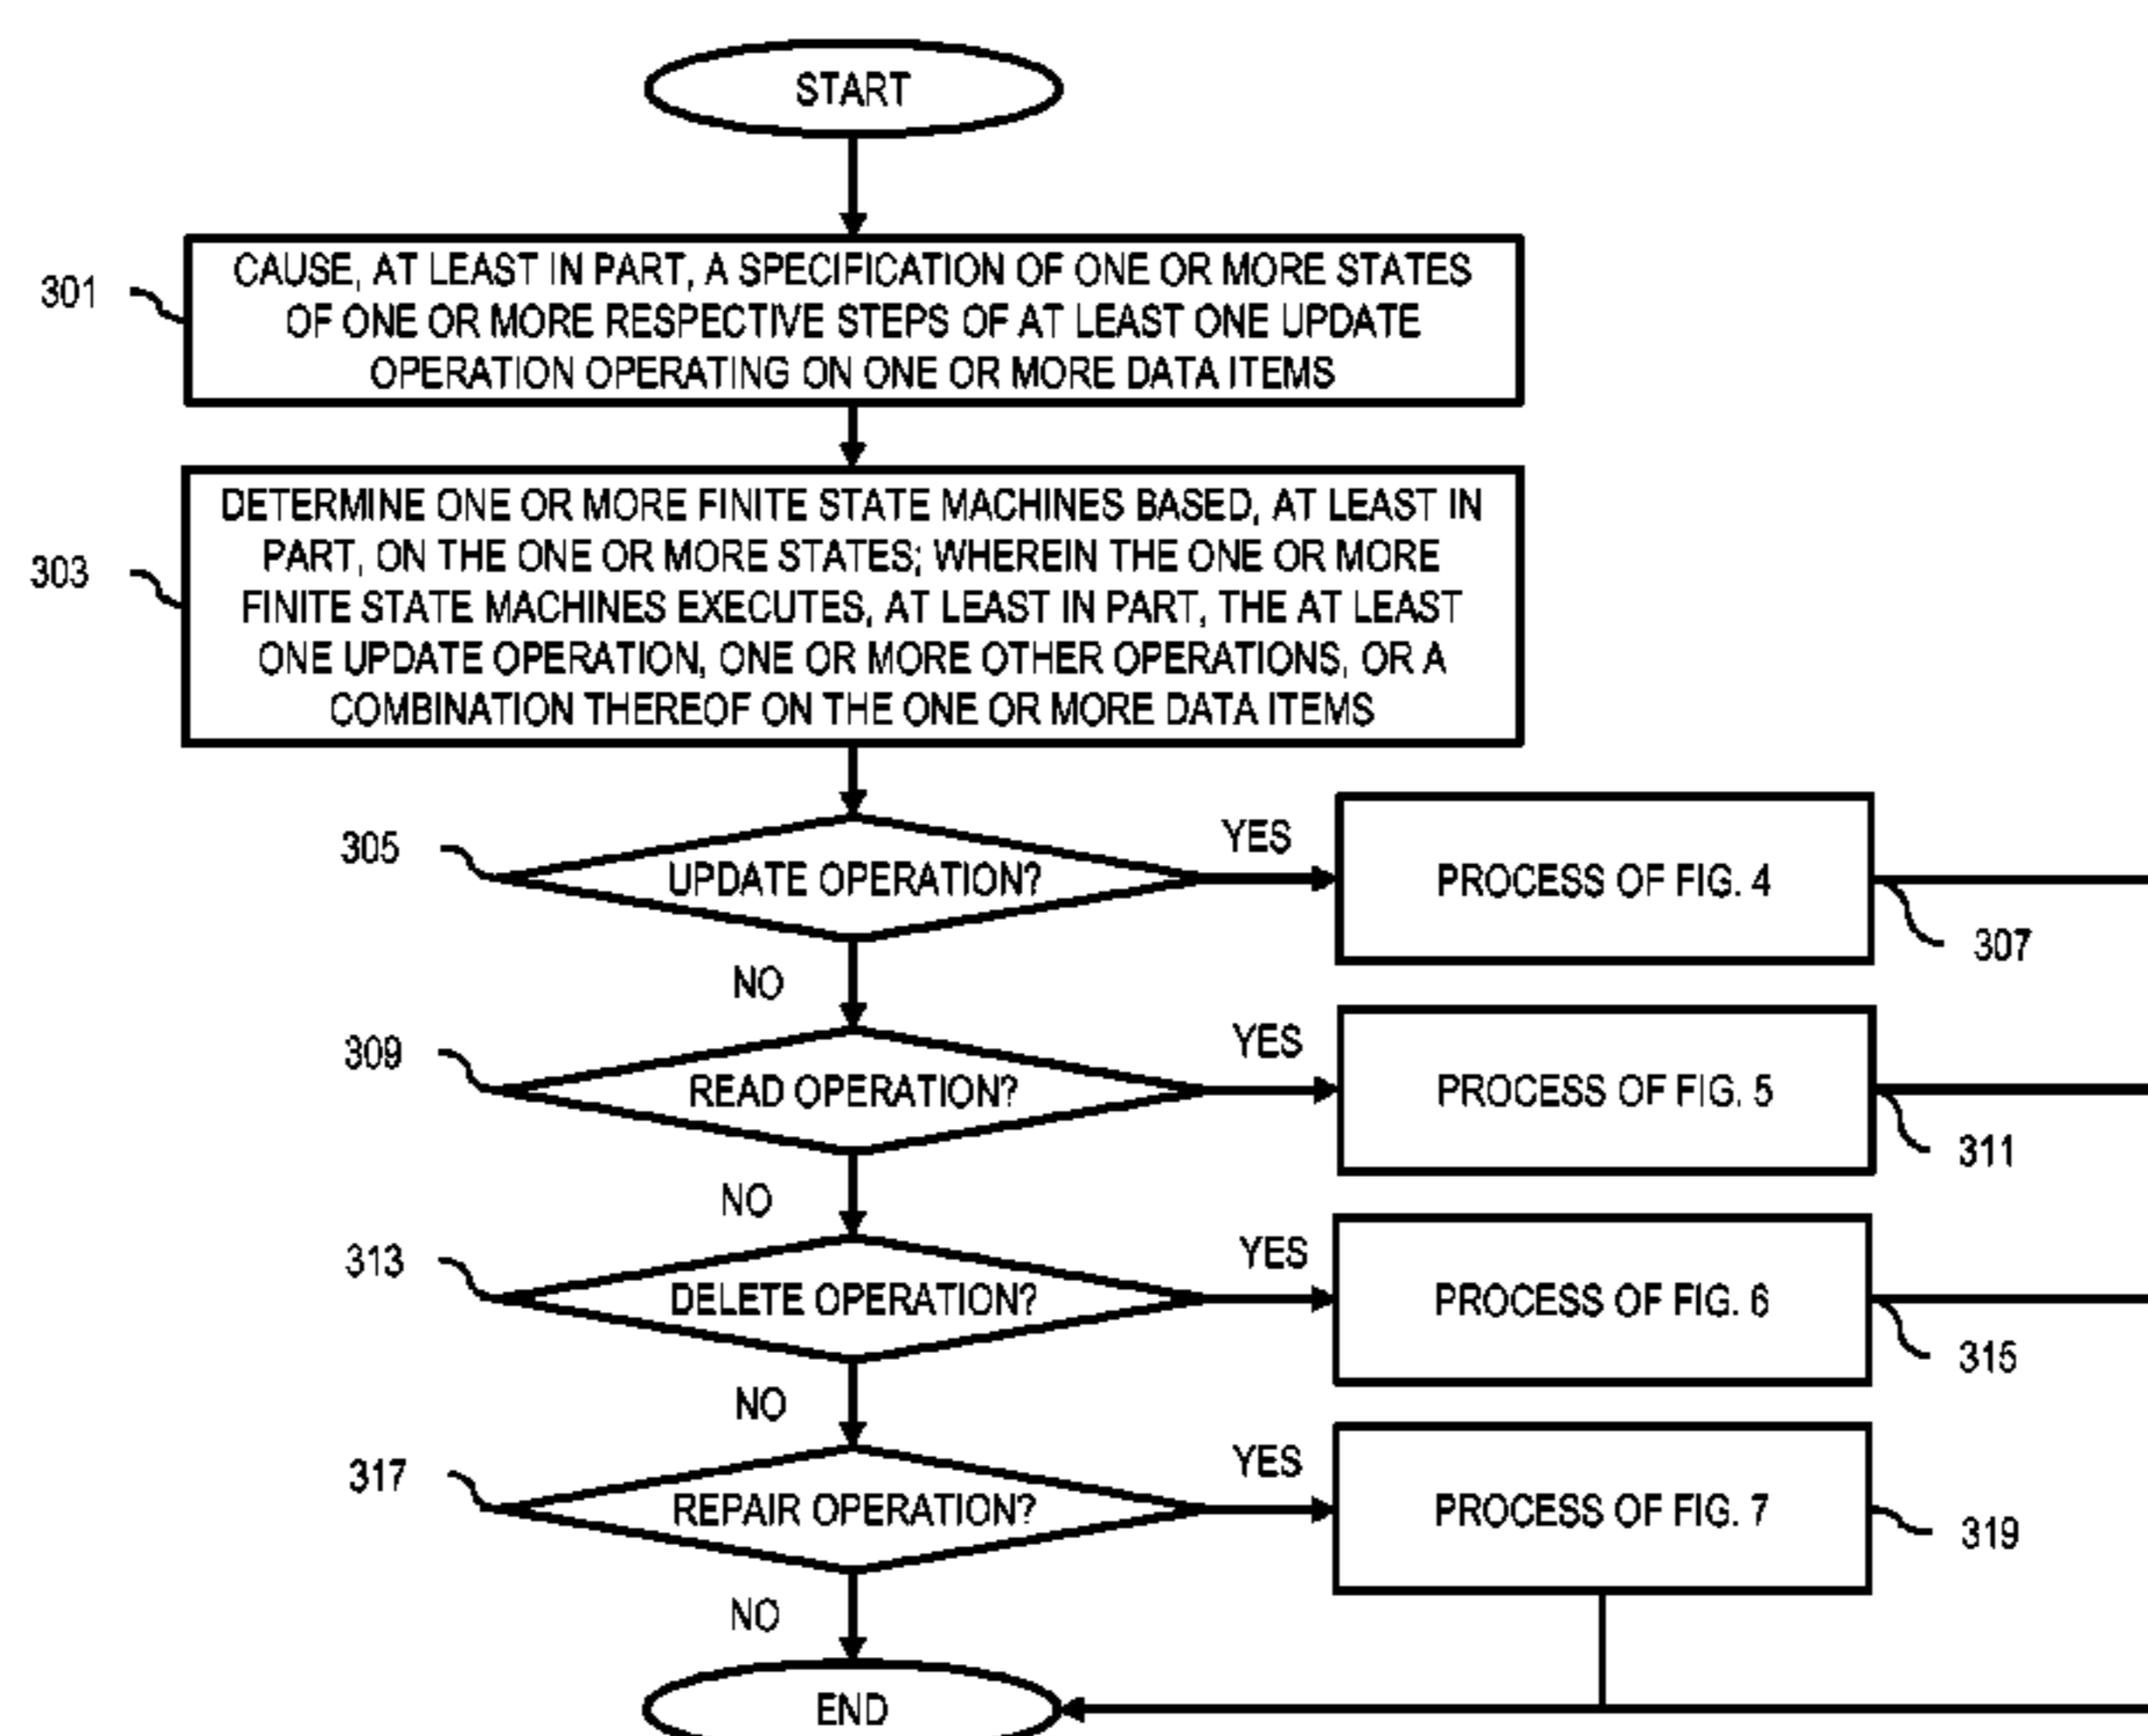 START
301
CAUSE, AT LEAST IN PART, A SPECIFICATION OF ONE OR MORE STATES
OF ONE OR MORE RESPECTIVE STEPS OF AT LEAST ONE UPDATE
OPERATION OPERATING ON ONE OR MORE DATA ITEMS
303
DETERMINE ONE OR MORE FINITE STATE MACHINES BASED, AT LEAST IN
PART, ON THE ONE OR MORE STATES; WHEREIN THE ONE OR MORE
FINITE STATE MACHINES EXECUTES, AT LEAST IN PART, THE AT LEAST
ONE UPDATE OPERATION, ONE OR MORE OTHER OPERATIONS, OR A
COMBINATION THEREOF ON THE ONE OR MORE DATA ITEMS
305
UPDATE OPERATION?
YES
PROCESS OF FIG. 4
307
NO
309
READ OPERATION?
YES
PROCESS OF FIG. 5
311
NO
313
DELETE OPERATION?
YES
PROCESS OF FIG. 6
315
NO
317
REPAIR OPERATION?
YES
PROCESS OF FIG. 7
319
NO
END